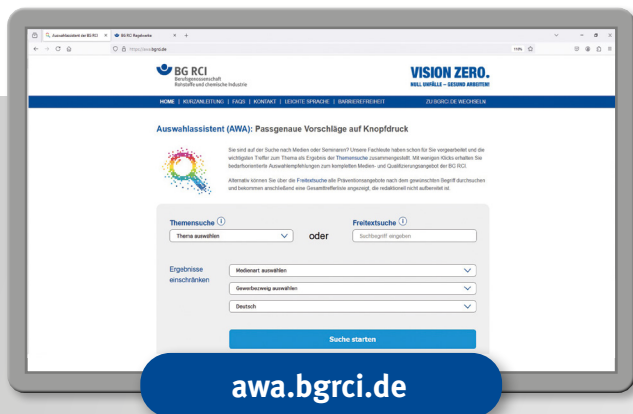 Auswahlassistent der BG RCI
BG RCI Regelwerke
https://awa.bgrci.de
BG RCI
Berufsgenossenschaft
Rohstoffe und chemische Industrie
VISION ZERO.
NULL UNFÄLLE – GESUND ARBEITEN!
HOME | KURZANLEITUNG | FAQS | KONTAKT | LEICHTE SPRACHE | BARRIEREFREIHEIT
ZU BGRCI.DE WECHSELN
Auswahlassistent (AWA): Passgenaue Vorschläge auf Knopfdruck
Sie sind auf der Suche nach Medien oder Seminaren? Unsere Fachleute haben schon für Sie vorgearbeitet und die
wichtigsten Treffer zum Thema als Ergebnis der Themensuche zusammengestellt. Mit wenigen Klicks erhalten Sie
bedarfsorientierte Auswahlempfehlungen zum kompletten Medien- und Qualifizierungsangebot der BG RCI.
Alternativ können Sie über die Freitextsuche alle Präventionsangebote nach dem gewünschten Begriff durchsuchen
und bekommen anschließend eine Gesamttrefferliste angezeigt, die redaktionell nicht aufbereitet ist.
Themensuche
Freitextsuche
Thema auswählen
oder
Suchbegriff eingeben
Ergebnisse
einschränken
Medienart auswählen
Gewerbezweig auswählen
Deutsch
Suche starten
awa.bgrci.de